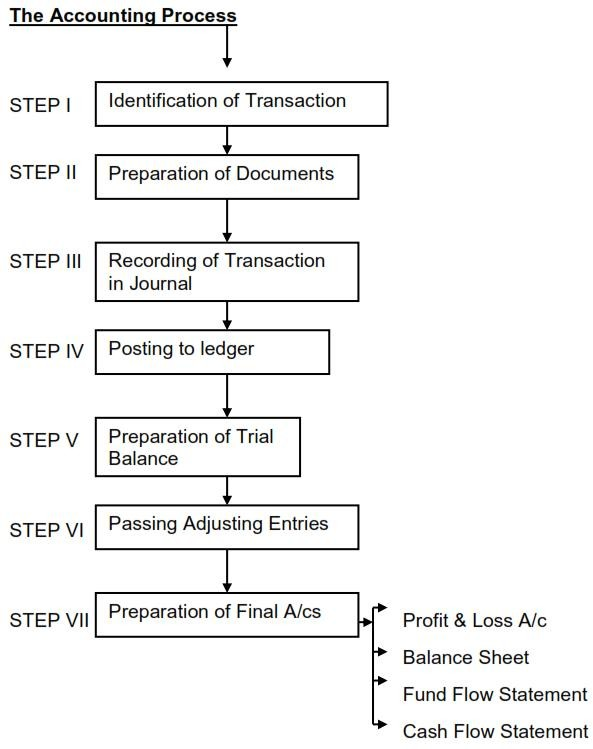 The Accounting Process
STEP I
Identification of Transaction
STEP II
Preparation of Documents
STEP III
Recording of Transaction
in Journal
STEP IV
Posting to ledger
STEP V
Preparation of Trial
Balance
STEP VI
Passing Adjusting Entries
STEP VII
Preparation of Final A/cs
Profit & Loss A/c
Balance Sheet
Fund Flow Statement
Cash Flow Statement